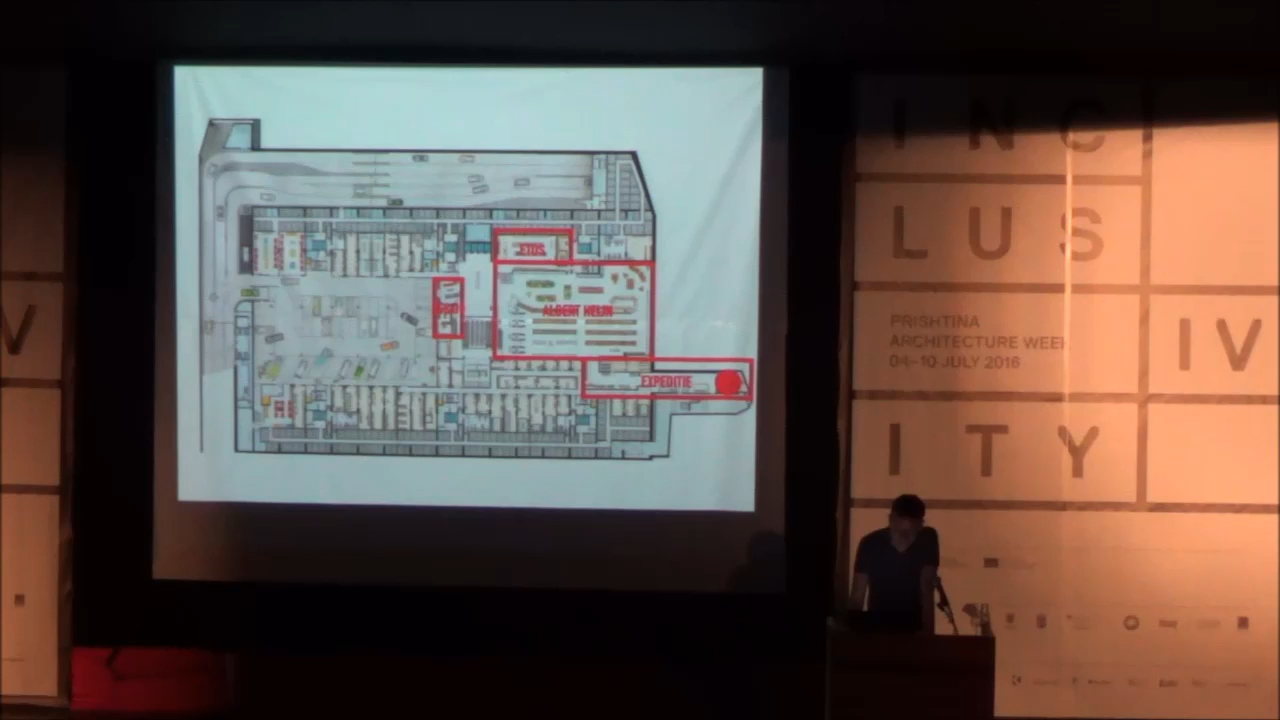 ETOS
ALBERT HEIJN
EXPEDITIE
V
INC
LUS
PRISHTINA
ARCHITECTURE WEEK
04–10 JULY 2016
IV
ITY